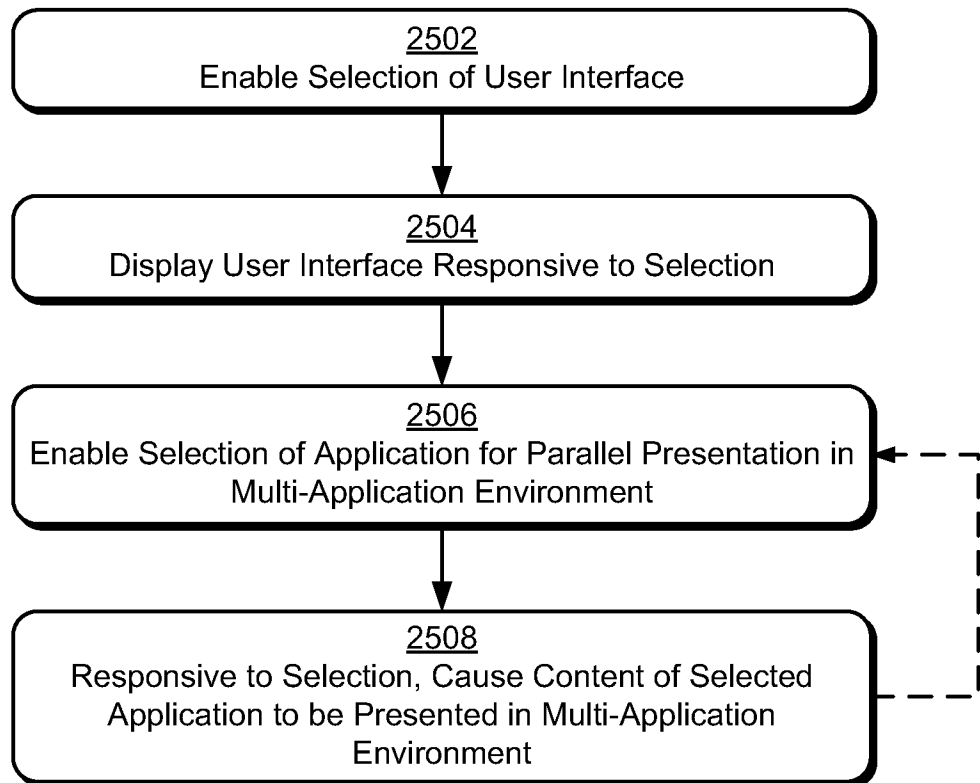 2502
Enable Selection of User Interface
2504
Display User Interface Responsive to Selection
2506
Enable Selection of Application for Parallel Presentation in
Multi-Application Environment
2508
Responsive to Selection, Cause Content of Selected
Application to be Presented in Multi-Application
Environment